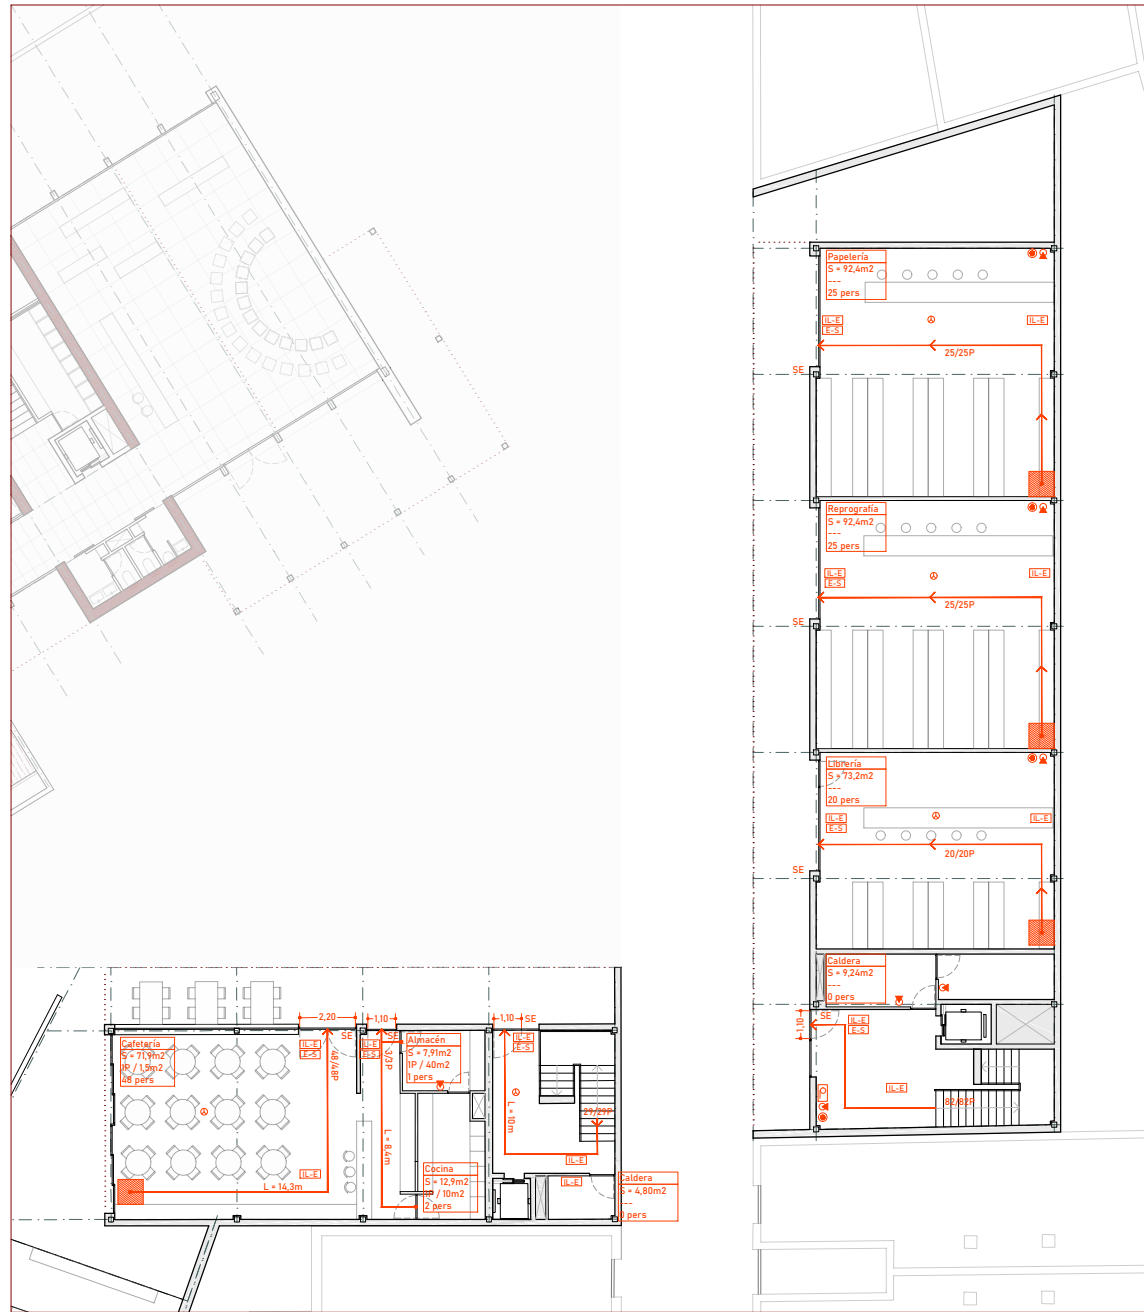 Papelería
S = 92,4m2
---
25 pers
IL-E
E-S
IL-E
25/25P
SE
Reprografía
S = 92,4m2
---
25 pers
IL-E
E-S
IL-E
25/25P
SE
Librería
S = 73,2m2
---
20 pers
IL-E
E-S
IL-E
20/20P
SE
Caldera
S = 9,24m2
---
0 pers
1,10
SE
IL-E
E-S
IL-E
82/82P
2,20
1,10
1,10
SE
SE
SE
Cafetería
S = 71,9m2
1P / 1,5m2
48 pers
IL-E
E-S
48/48P
IL-E
E-S
3/3P
Almacén
S = 7,91m2
1P / 40m2
1 pers
IL-E
E-S
L = 10m
29/29P
L = 8,4m
IL-E
L = 14,3m
Cocina
S = 12,9m2
1P / 10m2
2 pers
IL-E
IL-E
Caldera
S = 4,80m2
---
0 pers